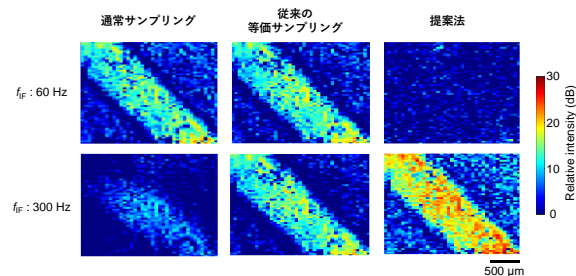 通常サンプリング
従来の
等価サンプリング
提案法
fIF : 60 Hz
fIF : 300 Hz
30
20
10
0
Relative intensity (dB)
500 μm